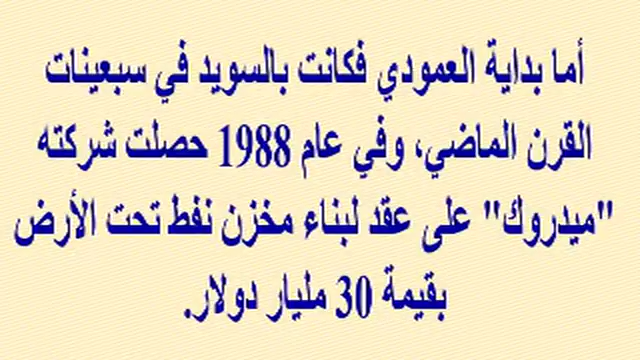 أما بداية العمودي فكانت بالسويد في سبعينات
القرن الماضي، وفي عام 1988 حصلت شركته
"ميدروك" على عقد لبناء مخزن نفط تحت الأرض
بقيمة 30 مليار دولار.